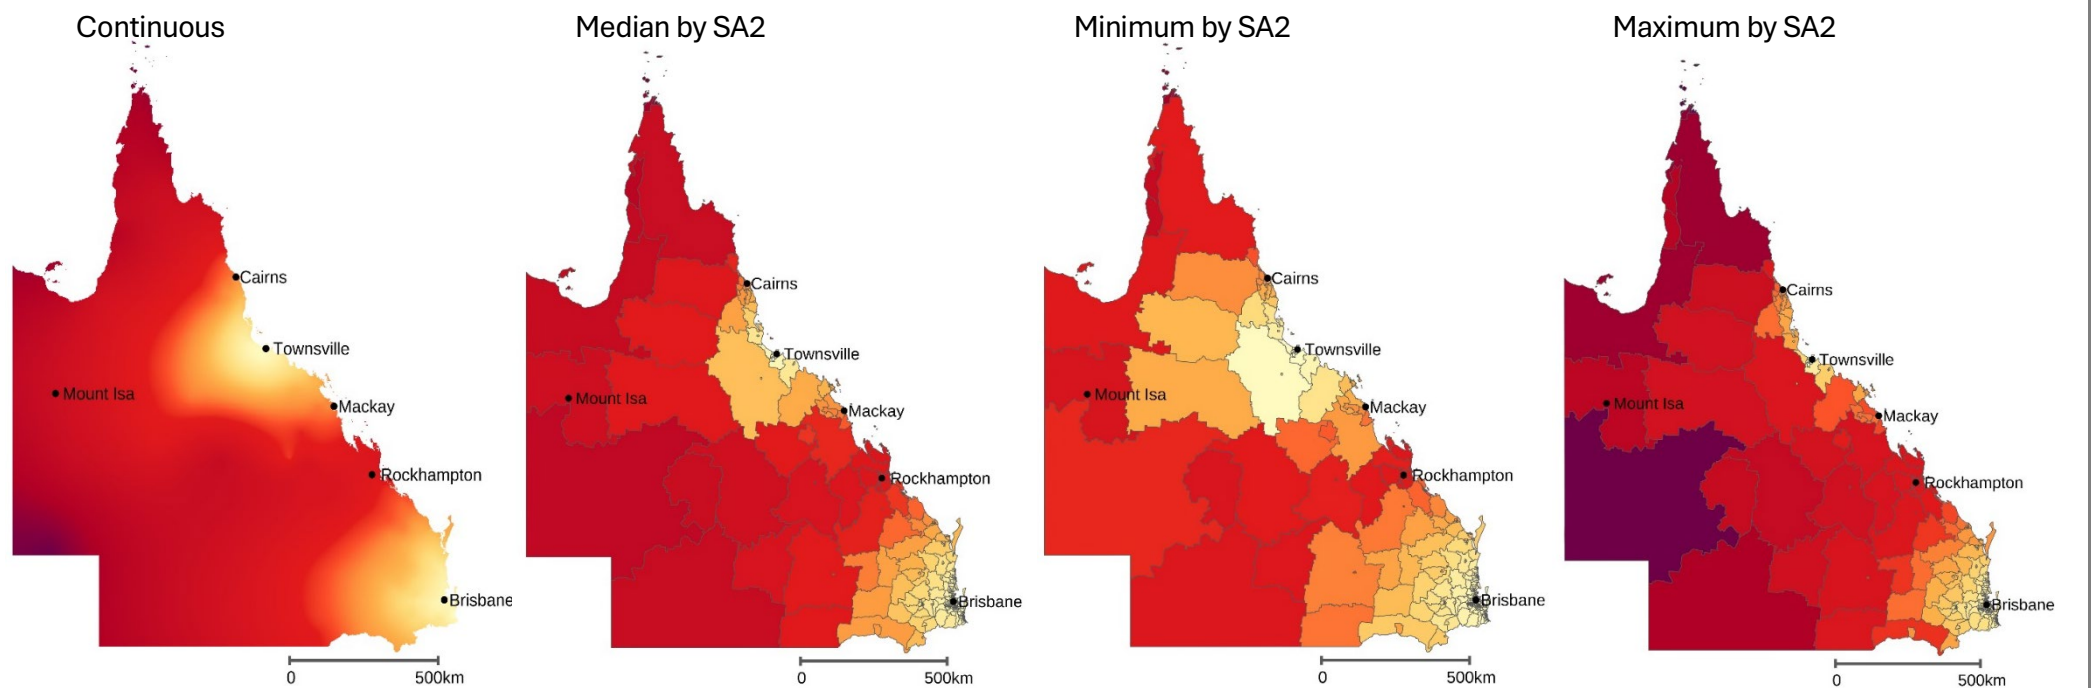 Continuous
Median by SA2
Minimum by SA2
Maximum by SA2
Cairns
Townsville
Mount Isa
Mackay
Rockhampton
Brisbane
0 500km
Cairns
Townsville
Mount Isa
Mackay
Rockhampton
Brisbane
0 500km
Cairns
Townsville
Mount Isa
Mackay
Rockhampton
Brisbane
0 500km
Cairns
Townsville
Mount Isa
Mackay
Rockhampton
Brisbane
0 500km